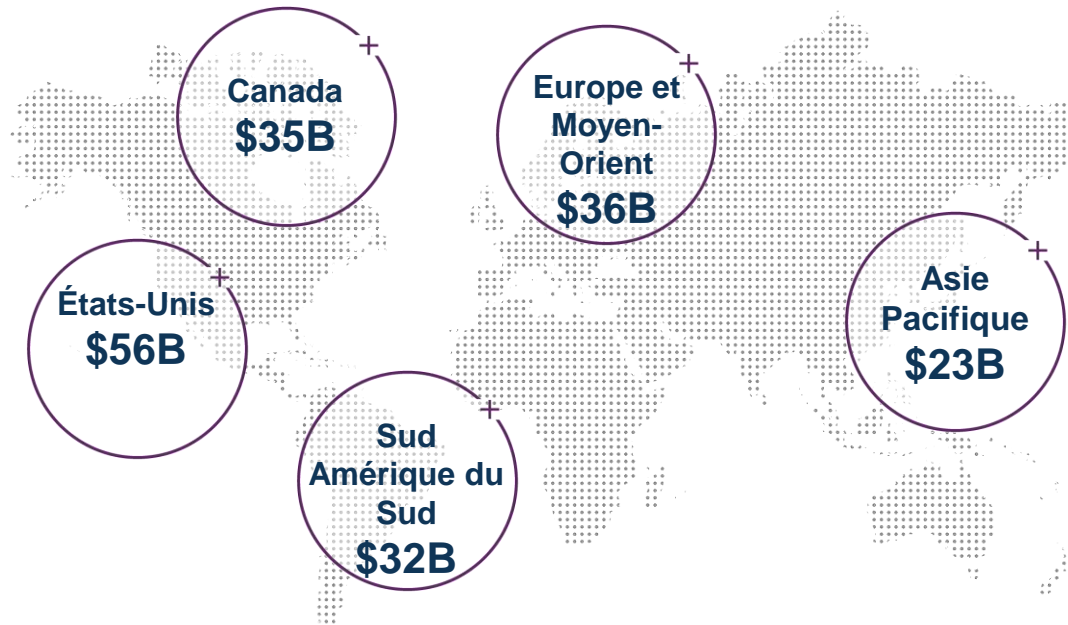 Canada
$35B
Europe et
Moyen-
Orient
$36B
États-Unis
$56B
Asie
Pacifique
$23B
Sud
Amérique du
Sud
$32B